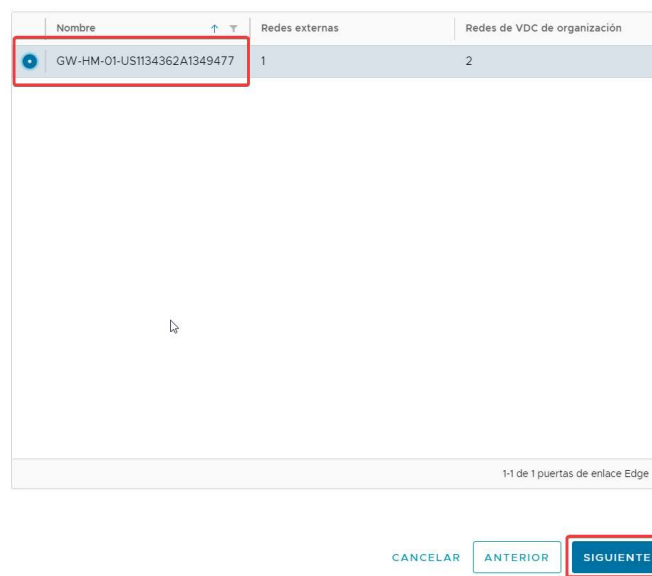 Nombre Redes externas Redes de VDC de organización
GW-HM-01-US1134362A1349477 1 2
1-1 de 1 puertas de enlace Edge
CANCELAR ANTERIOR SIGUIENTE